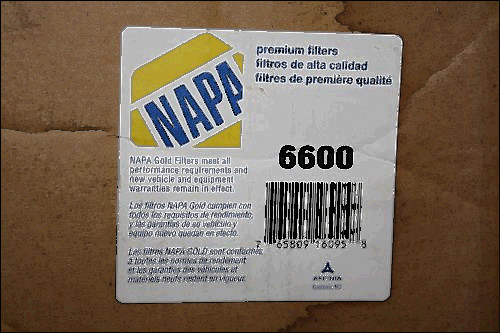 NAPA
premium filters
filtros de alta calidad
filtres de première qualité
6600
NAPA Gold Filters meet all
performance requirements and
new vehicle and equipment
warranties remain in effect.
Los filtros NAPA Gold cumplen con
todos los requisitos de rendimiento,
y las garantías de su vehículo y
equipo nuevo quedan en efecto.
Les filtres NAPA GOLD sont conformes
à toutes les normes de rendement
et les garanties des véhicules et
matériels neufs restent en vigueur.
7 65809 16095 8
AFFINIA